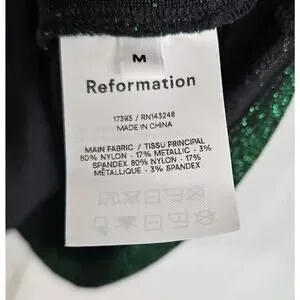 M
Reformation
17393 / RN143248
MADE IN CHINA
MAIN FABRIC / TISSU PRINCIPAL
80% NYLON - 17% METALLIC - 3%
SPANDEX 80% NYLON - 17%
MÉTALLIQUE - 3% SPANDEX